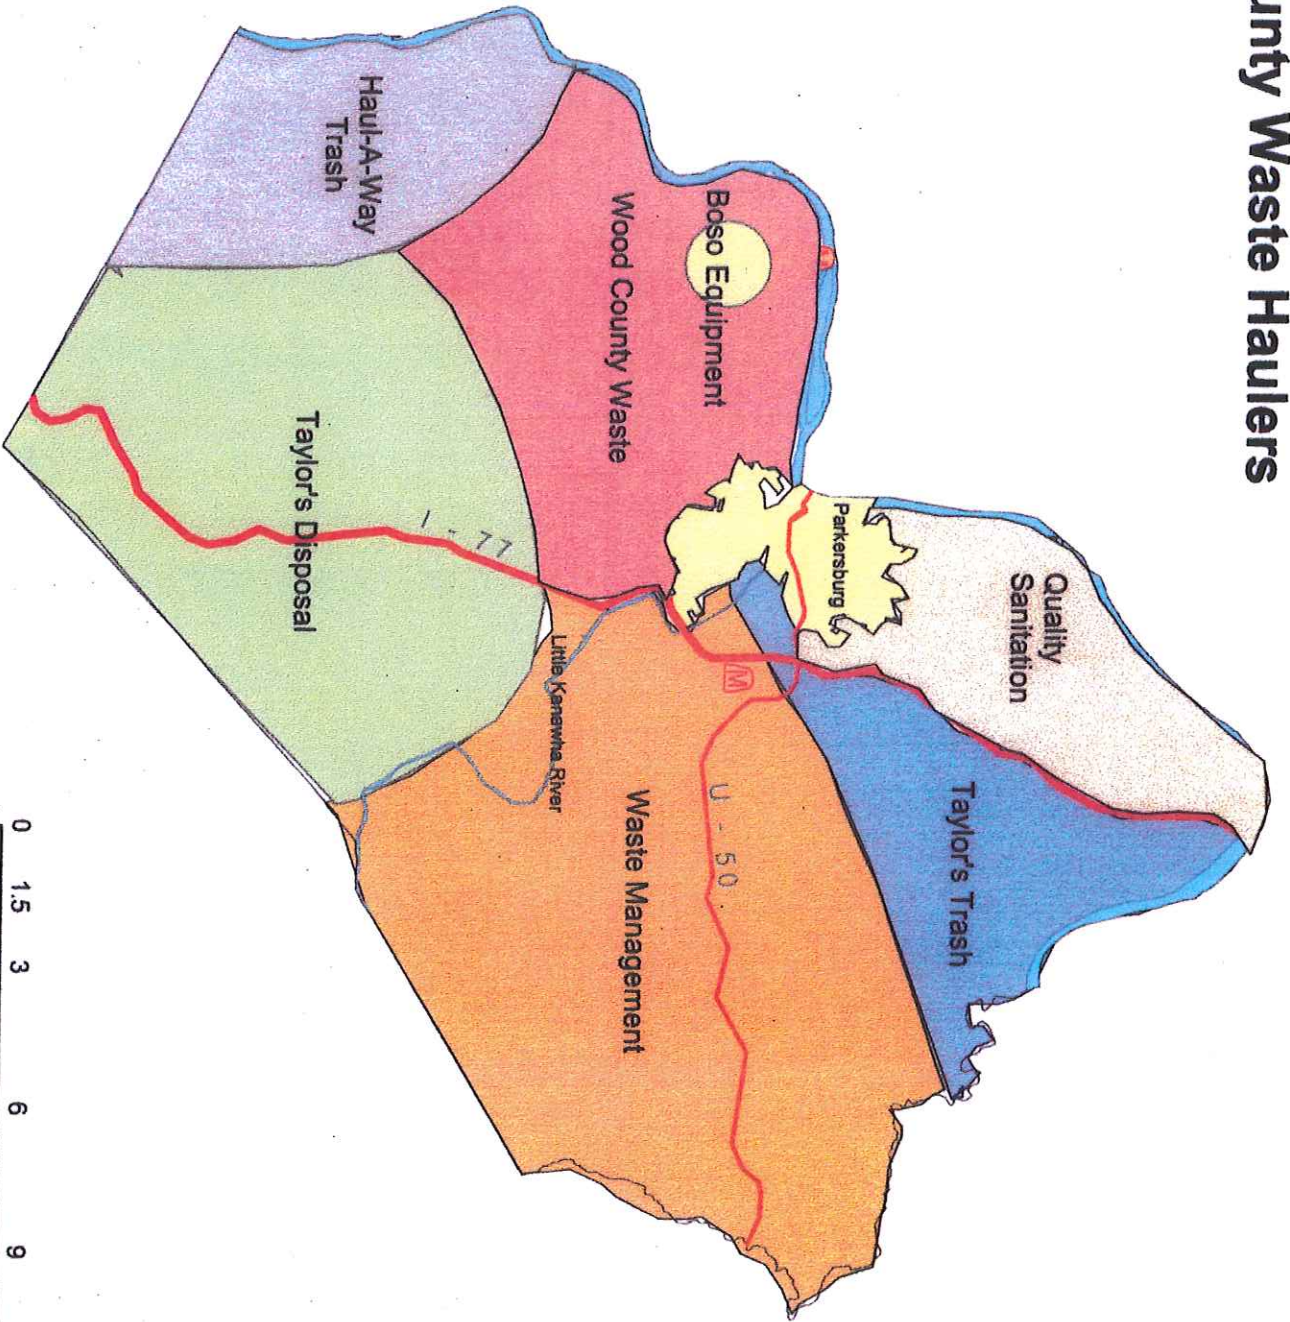 unty Waste Haulers
Quality
Sanitation
Taylor's Trash
Parkersburg
Boso Equipment
M
U - 50
Wood County Waste
Waste Management
Little Kanawha River
I - 77
Haul-A-Way
Trash
Taylor's Disposal
0 1.5 3 6 9